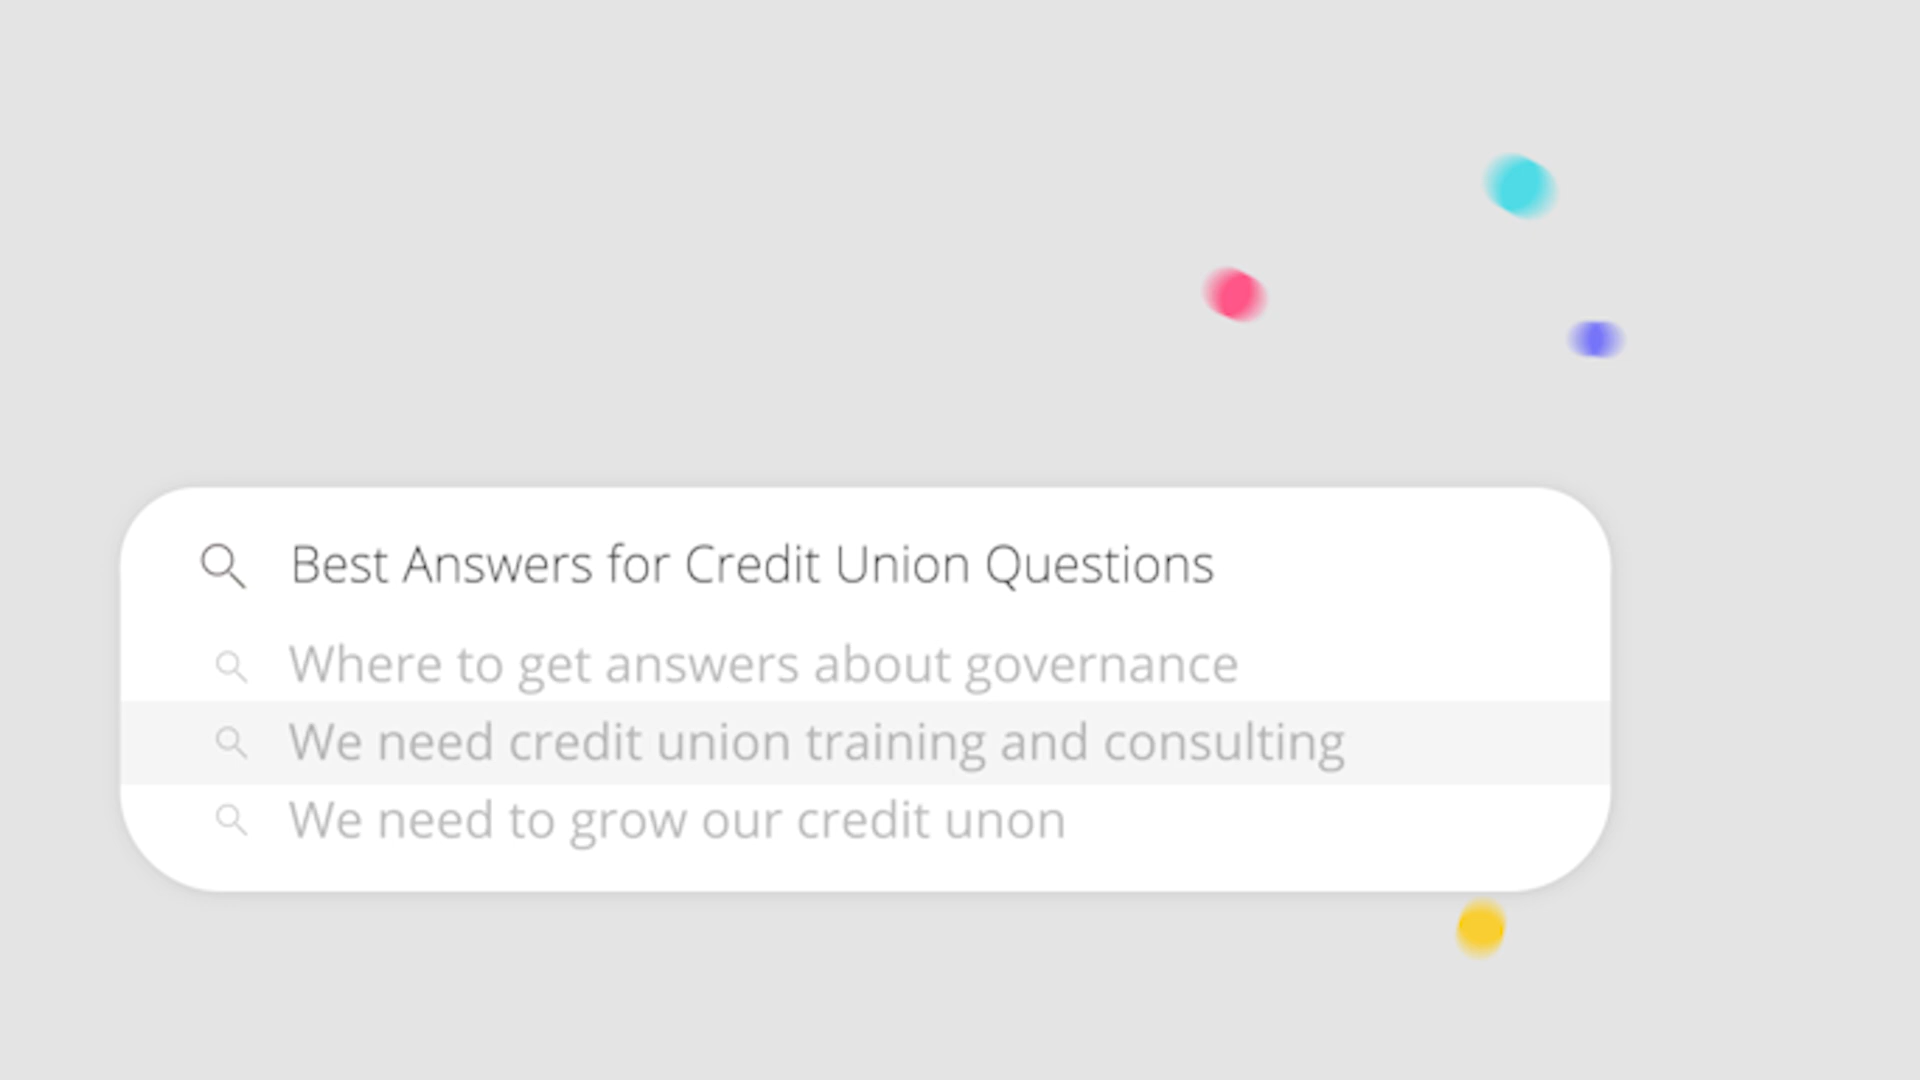 Best Answers for Credit Union Questions
Where to get answers about governance
We need credit union training and consulting
We need to grow our credit unon